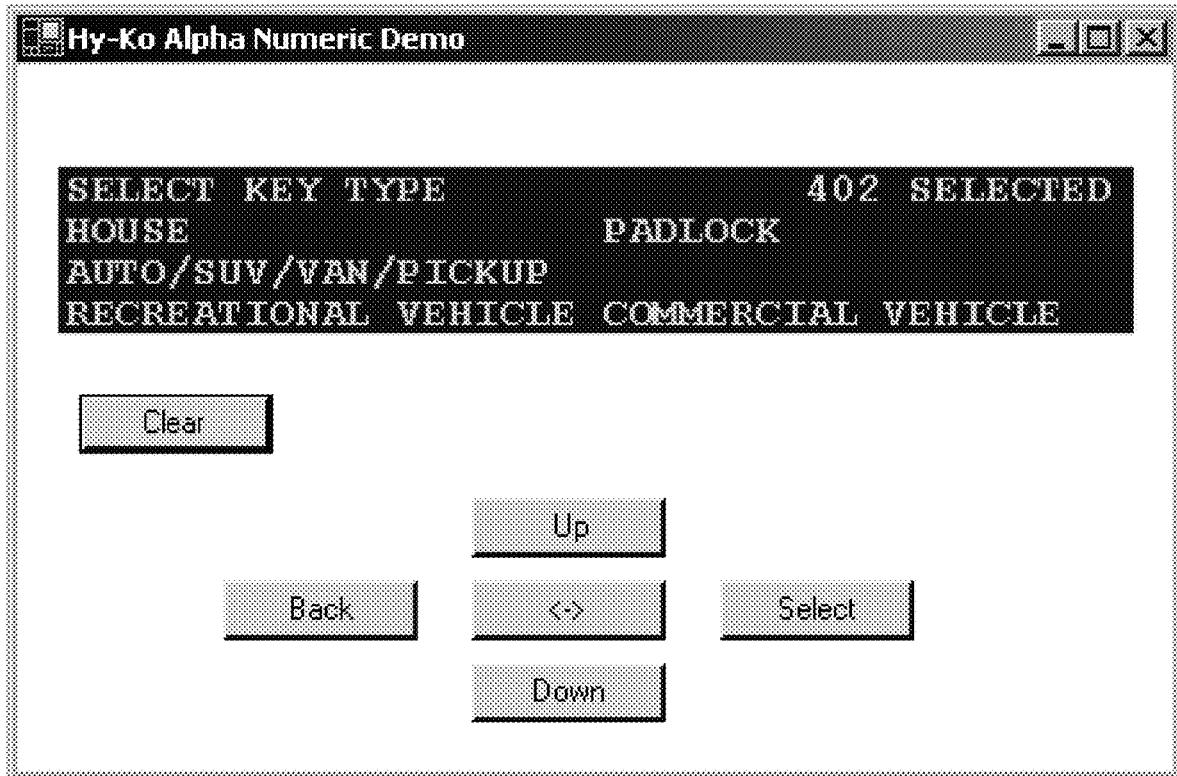 Hy-Ko Alpha Numeric Demo
SELECT KEY TYPE 402 SELECTED
HOUSE PADLOCK
AUTO/SUV/VAN/PICKUP
RECREATIONAL VEHICLE COMMERCIAL VEHICLE
Clear
Up
Back <-> Select
Down